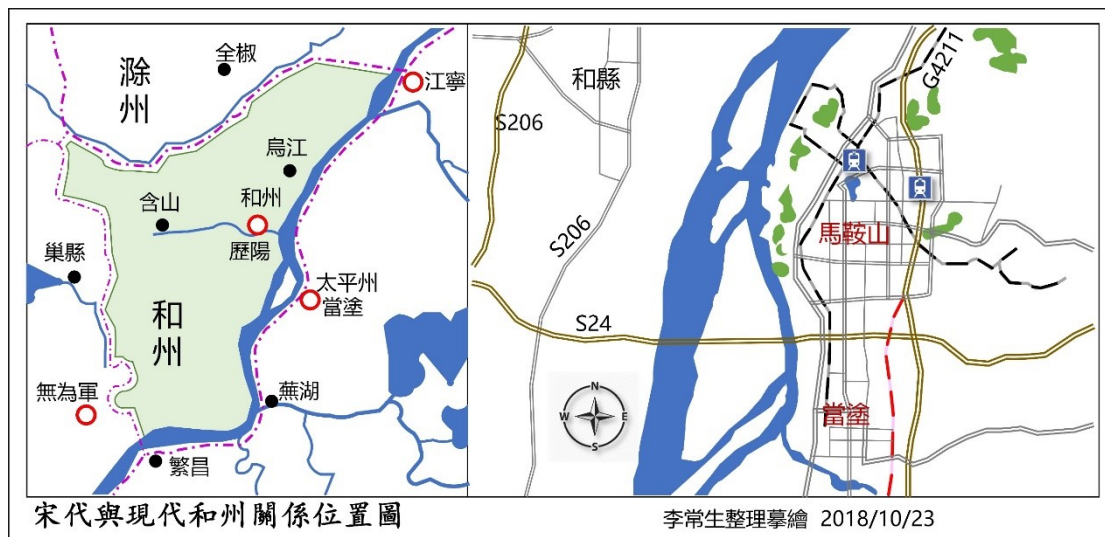 全椒
滁州
江寧
烏江
和州
含山
歷陽
巢縣
太平州
當塗
和州
無為軍
蕪湖
繁昌
和縣
G4211
S206
S206
馬鞍山
S24
當塗
N
W E
S
宋代與現代和州關係位置圖
李常生整理摹繪 2018/10/23